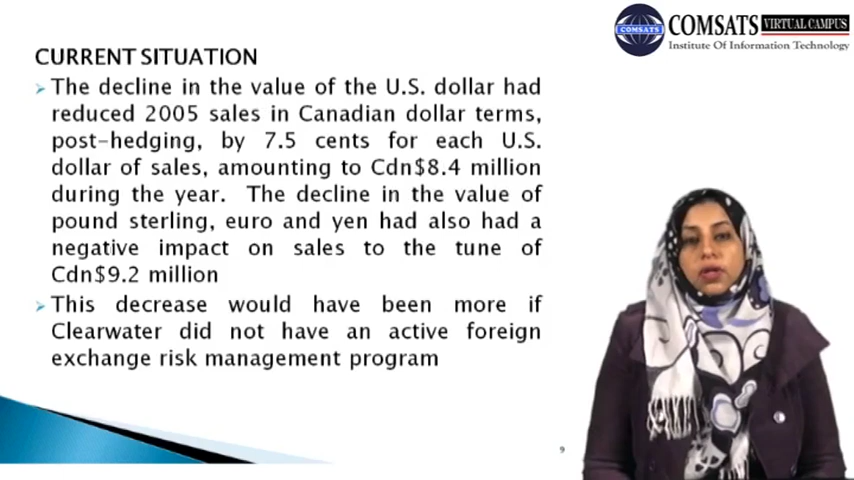 COMSATS VIRTUAL CAMPUS
Institute Of Information Technology
COMSATS
CURRENT SITUATION
The decline in the value of the U.S. dollar had
reduced 2005 sales in Canadian dollar terms,
post-hedging, by 7.5 cents for each U.S.
dollar of sales, amounting to Cdn$8.4 million
during the year. The decline in the value of
pound sterling, euro and yen had also had a
negative impact on sales to the tune of
Cdn$9.2 million
This decrease would have been more if
Clearwater did not have an active foreign
exchange risk management program
9